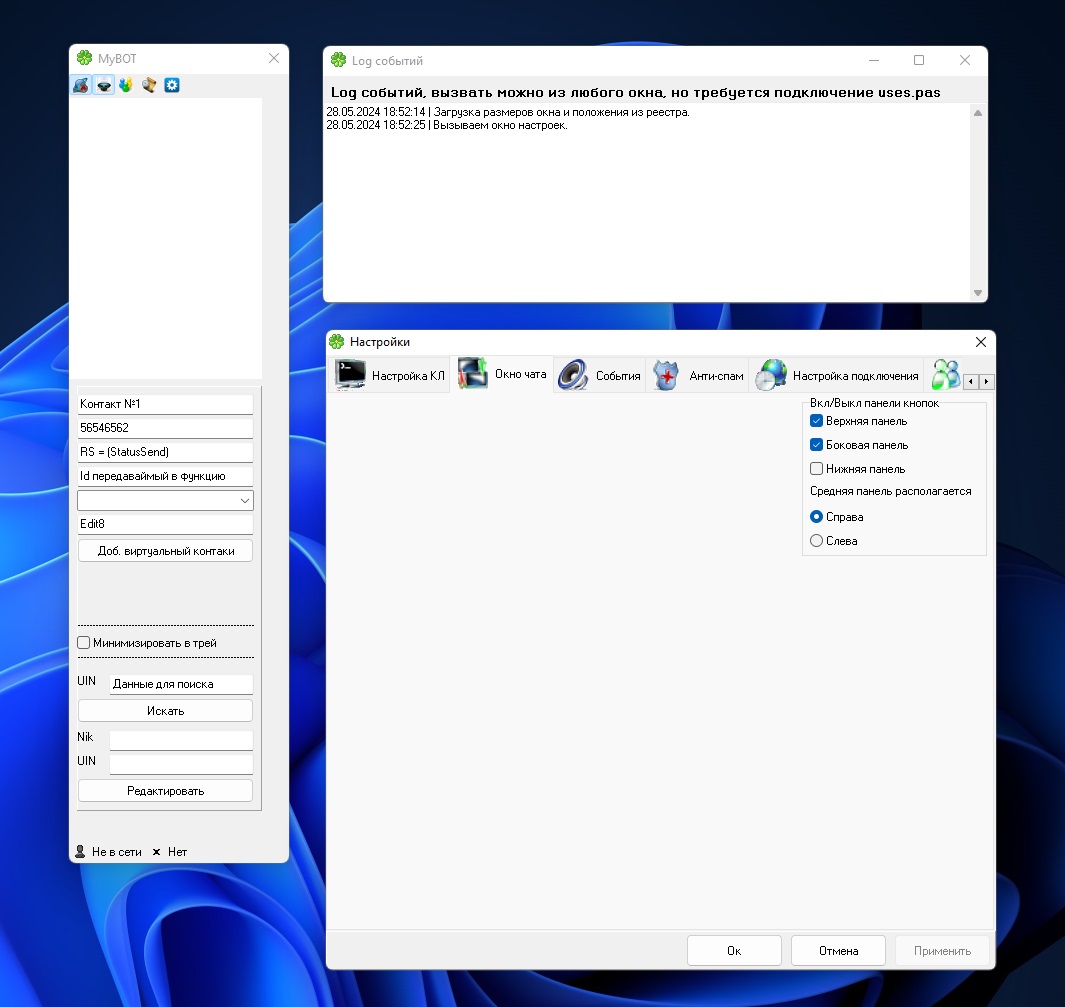 MyBOT
Контакт №1
56546562
RS = (StatusSend)
Id передаваймый в функцию
Edit8
Доб. виртуальный контаки
Минимизировать в трей
UIN
Данные для поиска
Искать
Nik
UIN
Редактировать
Не в сети
Нет
Log событий
Log событий, вызвать можно из любого окна, но требуется подключение uses.pas
28.05.2024 18:52:14 | Загрузка размеров окна и положения из реестра.
28.05.2024 18:52:25 | Вызываем окно настроек.
Настройки
Настройка КЛ
Окно чата
События
Анти-спам
Настройка подключения
Вкл/Выкл панели кнопок
Верхняя панель
Боковая панель
Нижняя панель
Средняя панель располагается
Справа
Слева
Ок
Отмена
Применить